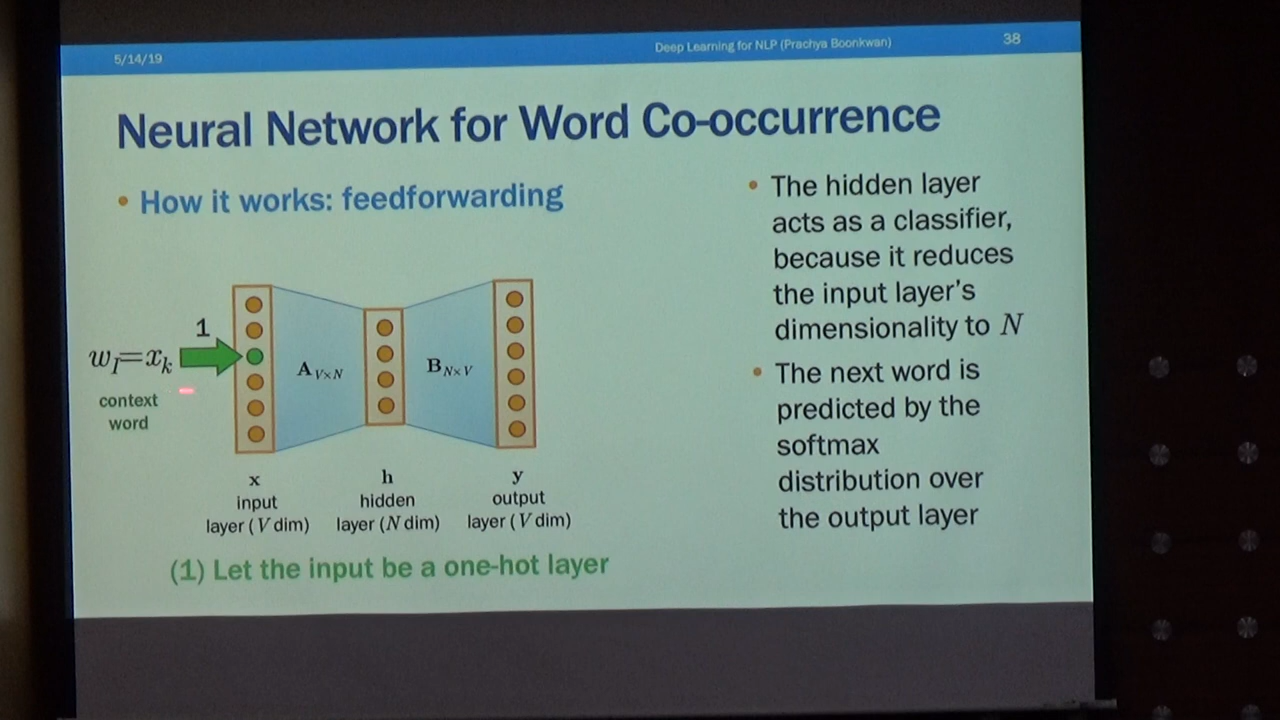 5/14/19
Deep Learning for NLP (Prachya Boonkwan)
38
Neural Network for Word Co-occurrence
• How it works: feedforwarding
1
w_I=x_k
context
word
A_{V×N}
B_{N×V}
x
input
layer (V dim)
h
hidden
layer (N dim)
y
output
layer (V dim)
(1) Let the input be a one-hot layer
• The hidden layer
acts as a classifier,
because it reduces
the input layer's
dimensionality to N
• The next word is
predicted by the
softmax
distribution over
the output layer